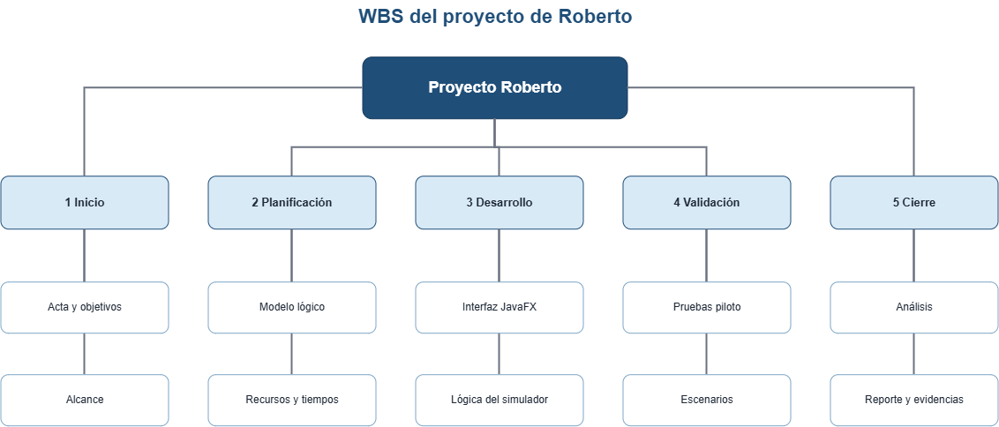 WBS del proyecto de Roberto
Proyecto Roberto
1 Inicio
2 Planificación
3 Desarrollo
4 Validación
5 Cierre
Acta y objetivos
Modelo lógico
Interfaz JavaFX
Pruebas piloto
Análisis
Alcance
Recursos y tiempos
Lógica del simulador
Escenarios
Reporte y evidencias